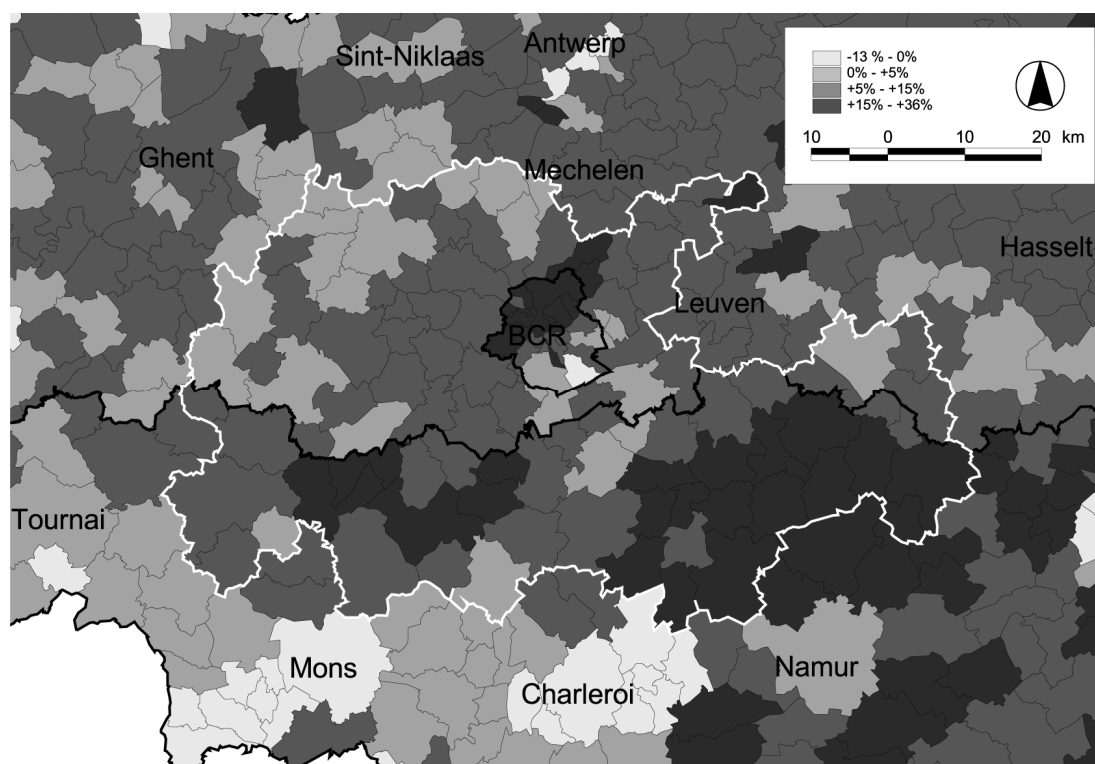 Sint-Niklaas
Antwerp
-13 % - 0%
0% - +5%
+5% - +15%
+15% - +36%
10 0 10 20 km
Ghent
Mechelen
Hasselt
Leuven
BCR
Tournai
Mons
Charleroi
Namur